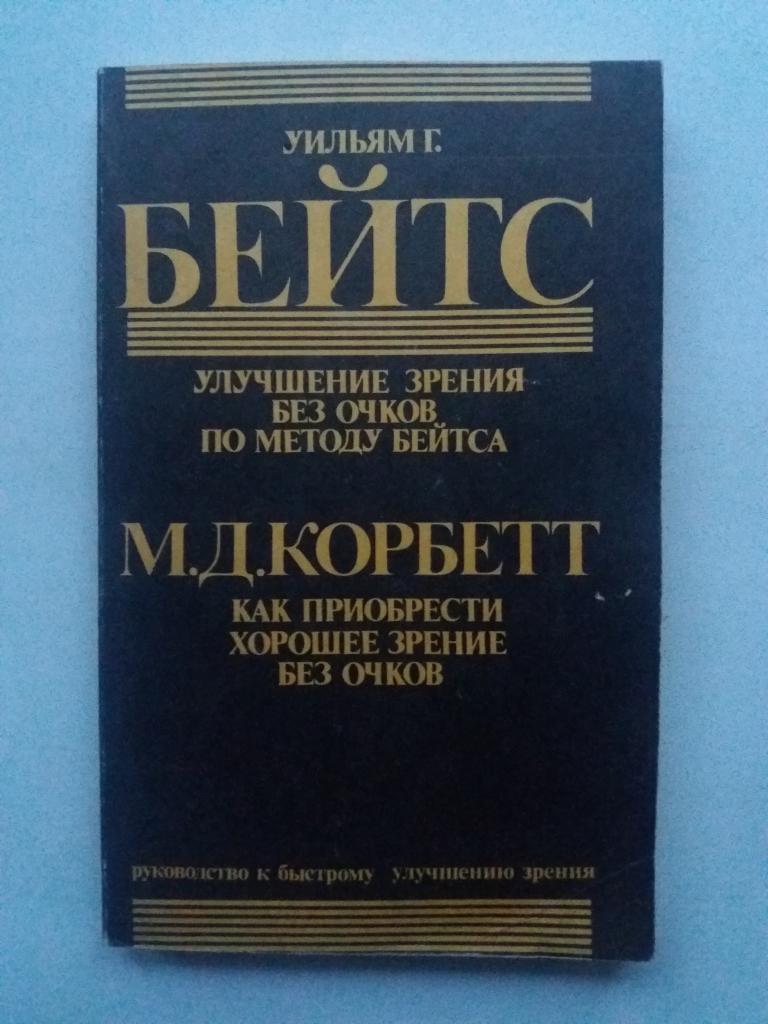 УИЛЬЯМ Г.
БЕЙТС
УЛУЧШЕНИЕ ЗРЕНИЯ
БЕЗ ОЧКОВ
ПО МЕТОДУ БЕЙТСА
М.Д.КОРБЕТТ
КАК ПРИОБРЕСТИ
ХОРОШЕЕ ЗРЕНИЕ
БЕЗ ОЧКОВ
руководство к быстрому улучшению зрения